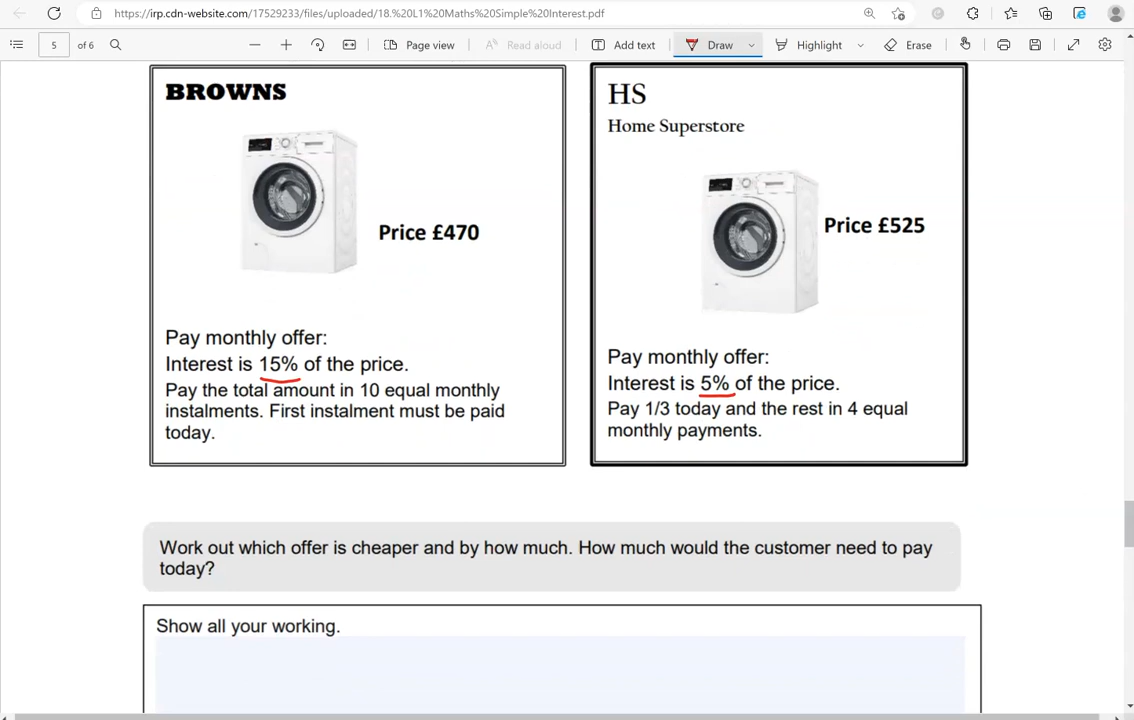 https://irp.cdn-website.com/17529233/files/uploaded/18.%20L1%20Maths%20Simple%20Interest.pdf
5 of 6
Page view
Read aloud
Add text
Draw
Highlight
Erase
BROWNS
Price £470
Pay monthly offer:
Interest is 15% of the price.
Pay the total amount in 10 equal monthly
instalments. First instalment must be paid
today.
HS
Home Superstore
Price £525
Pay monthly offer:
Interest is 5% of the price.
Pay 1/3 today and the rest in 4 equal
monthly payments.
Work out which offer is cheaper and by how much. How much would the customer need to pay
today?
Show all your working.